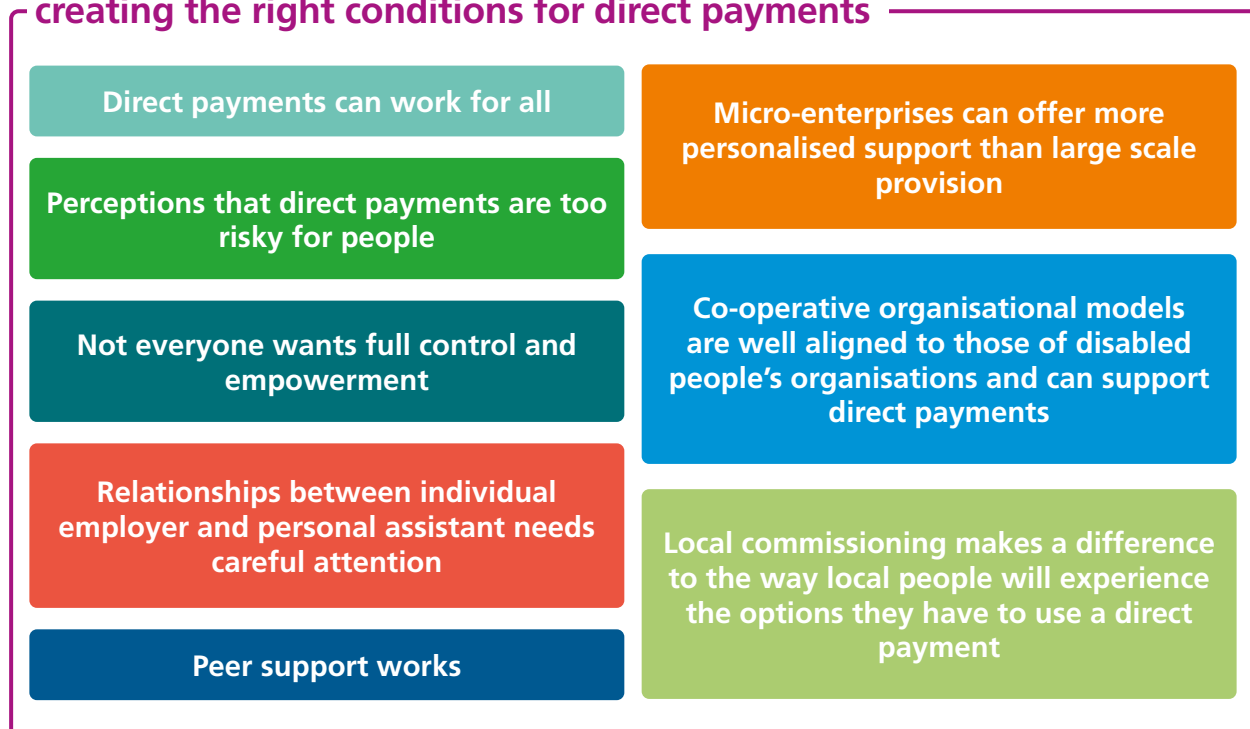 creating the right conditions for direct payments
Direct payments can work for all
Perceptions that direct payments are too
risky for people
Not everyone wants full control and
empowerment
Relationships between individual
employer and personal assistant needs
careful attention
Peer support works
Micro-enterprises can offer more
personalised support than large scale
provision
Co-operative organisational models
are well aligned to those of disabled
people’s organisations and can support
direct payments
Local commissioning makes a difference
to the way local people will experience
the options they have to use a direct
payment